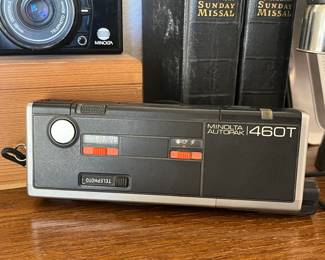 MINOLTA
SUNDAY
MISSAL
SUNDAY
MISSAL
MINOLTA
AUTOPAK
460T
TELEPHOTO